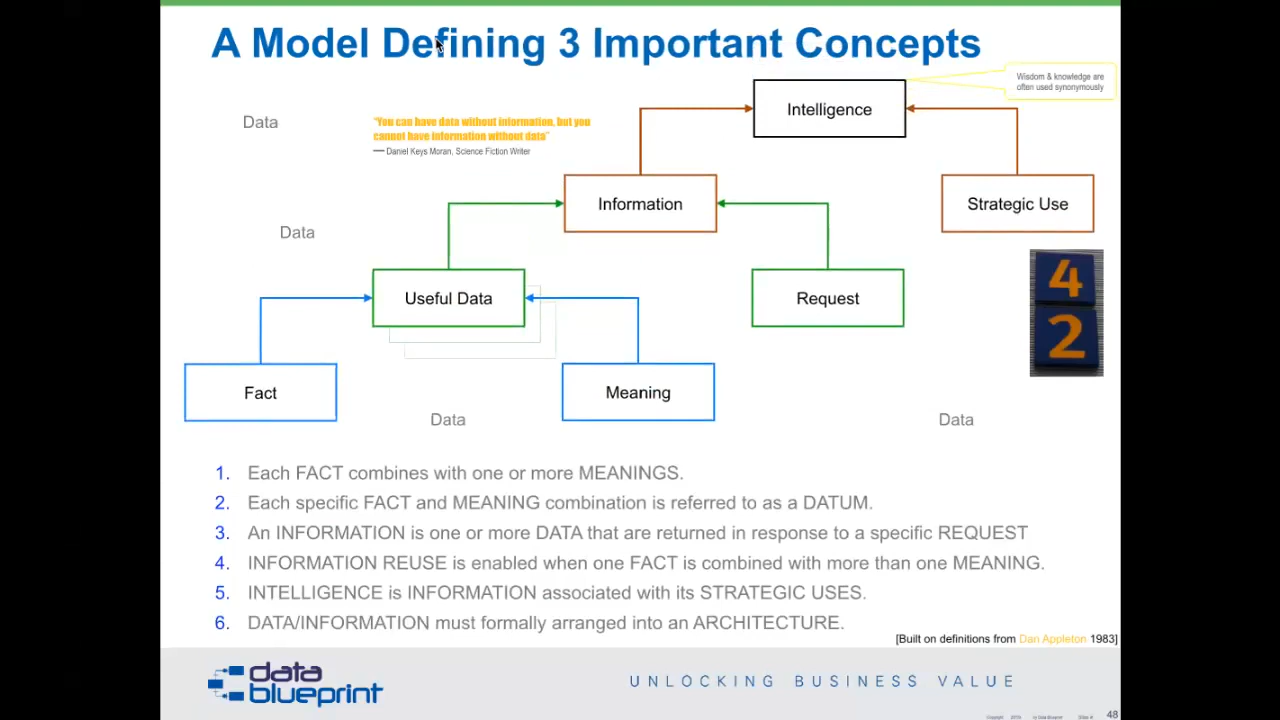 A Model Defining 3 Important Concepts
Wisdom & knowledge are
often used synonymously
Intelligence
Data
"You can have data without information, but you
cannot have information without data"
— Daniel Keys Moran, Science Fiction Writer
Information
Strategic Use
Data
Useful Data
Request
4
2
Fact
Meaning
Data
Data
1. Each FACT combines with one or more MEANINGS.
2. Each specific FACT and MEANING combination is referred to as a DATUM.
3. An INFORMATION is one or more DATA that are returned in response to a specific REQUEST
4. INFORMATION REUSE is enabled when one FACT is combined with more than one MEANING.
5. INTELLIGENCE is INFORMATION associated with its STRATEGIC USES.
6. DATA/INFORMATION must formally arranged into an ARCHITECTURE.
[Built on definitions from Dan Appleton 1983]
data
blueprint
UNLOCKING BUSINESS VALUE
48